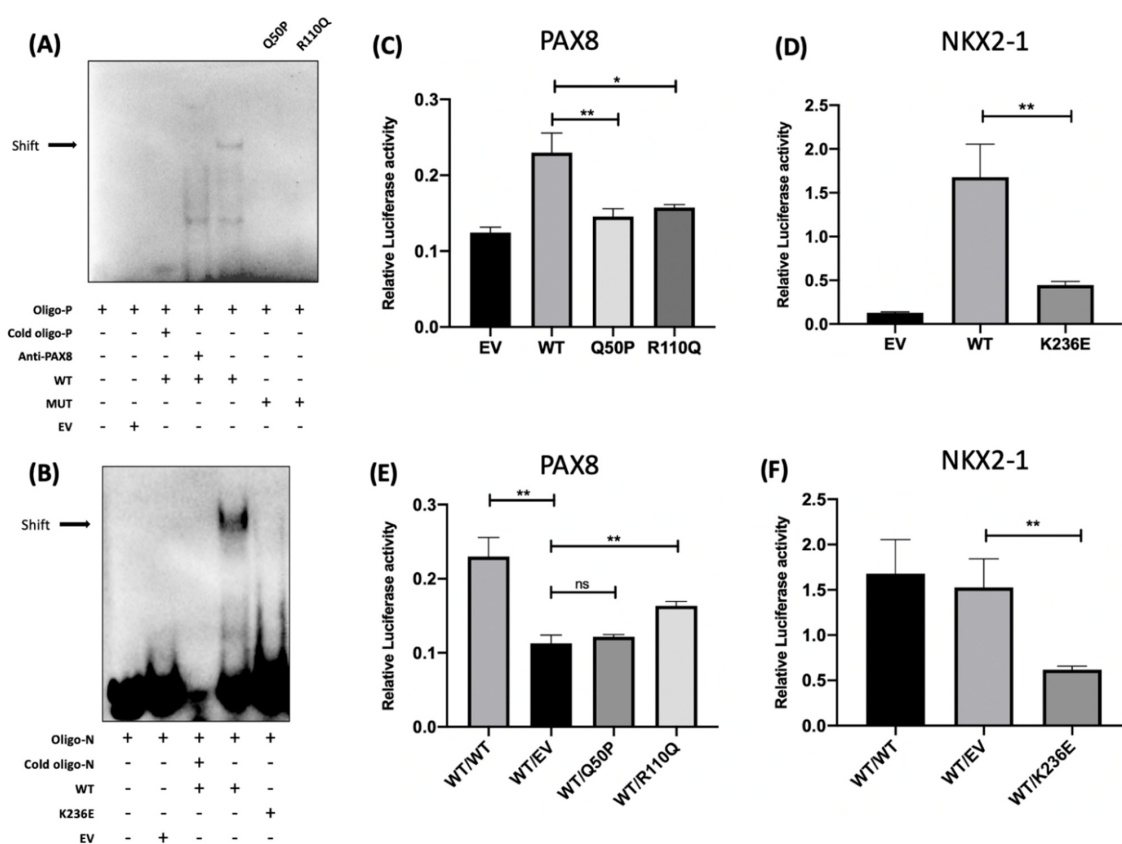 (A)
Q50P
R110Q
Shift
Oligo-P + + + + + + +
Cold oligo-P - - + - - - -
Anti-PAX8 - - - + - - -
WT - - + + + - -
MUT - - - - - + +
EV - + - - - - -
(B)
Shift
Oligo-N + + + + +
Cold oligo-N - - + - -
WT - - + + -
K236E - - - - +
EV - + - - -
(C)
PAX8
Relative Luciferase activity
0.3
0.2
0.1
0.0
*
**
EV WT Q50P R110Q
(D)
NKX2-1
Relative Luciferase activity
2.5
2.0
1.5
1.0
0.5
0.0
**
EV WT K236E
(E)
PAX8
Relative Luciferase activity
0.3
0.2
0.1
0.0
**
**
ns
WT/WT
WT/EV
WT/Q50P
WT/R110Q
(F)
NKX2-1
Relative Luciferase activity
2.5
2.0
1.5
1.0
0.5
0.0
**
WT/WT
WT/EV
WT/K236E